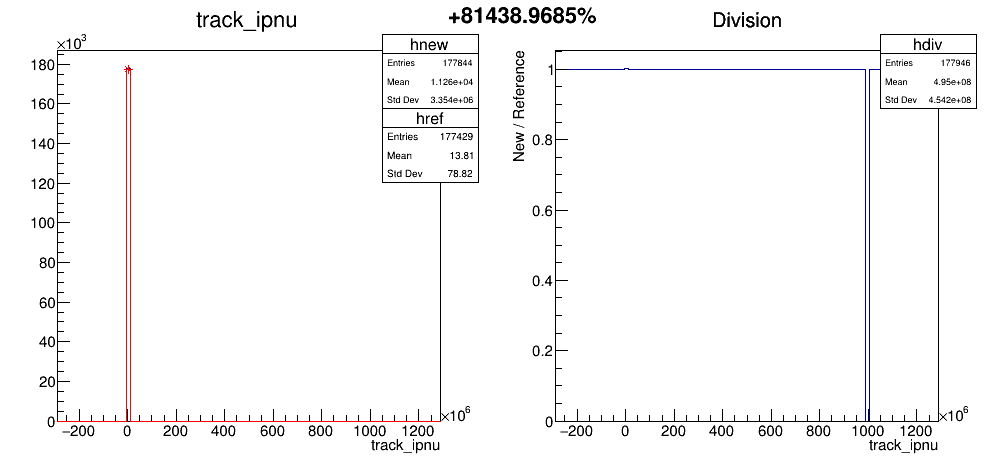 +81438.9685%
track_ipnu
×10³
hnew
Entries 177844
Mean 1.126e+04
Std Dev 3.354e+06
href
Entries 177429
Mean 13.81
Std Dev 78.82
180
160
140
120
100
80
60
40
20
0
−200 0 200 400 600 800 1000 1200
×10⁶
track_ipnu
Division
hdiv
Entries 177946
Mean 4.95e+08
Std Dev 4.542e+08
New / Reference
1
0.8
0.6
0.4
0.2
0
−200 0 200 400 600 800 1000 1200
×10⁶
track_ipnu